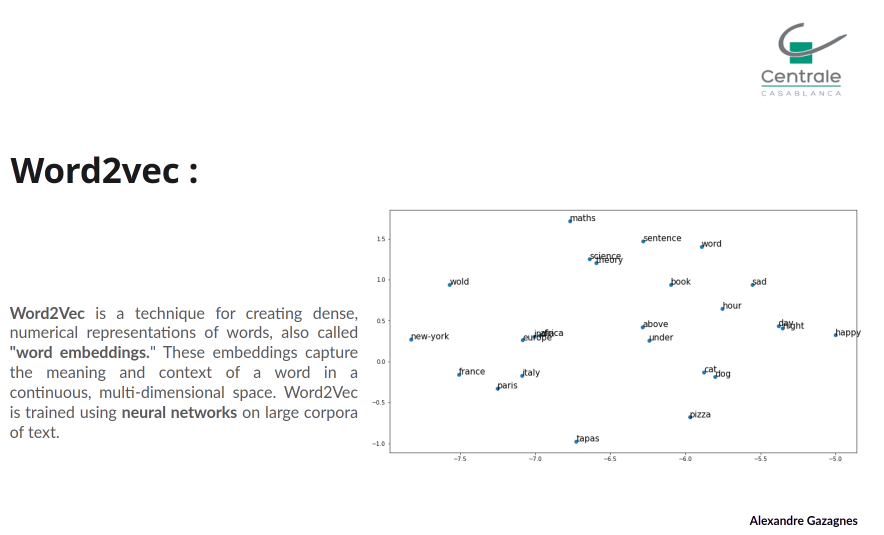 Centrale
CASABLANCA
Word2vec :
Word2Vec is a technique for creating dense,
numerical representations of words, also called
"word embeddings." These embeddings capture
the meaning and context of a word in a
continuous, multi-dimensional space. Word2Vec
is trained using neural networks on large corpora
of text.
maths
sentence
word
science
theory
wold
book
sad
hour
above
day
night
new-york
europe
africa
under
happy
france
italy
cat
dog
paris
pizza
tapas
1.5
1.0
0.5
0.0
−0.5
−1.0
−7.5
−7.0
−6.5
−6.0
−5.5
−5.0
Alexandre Gazagnes